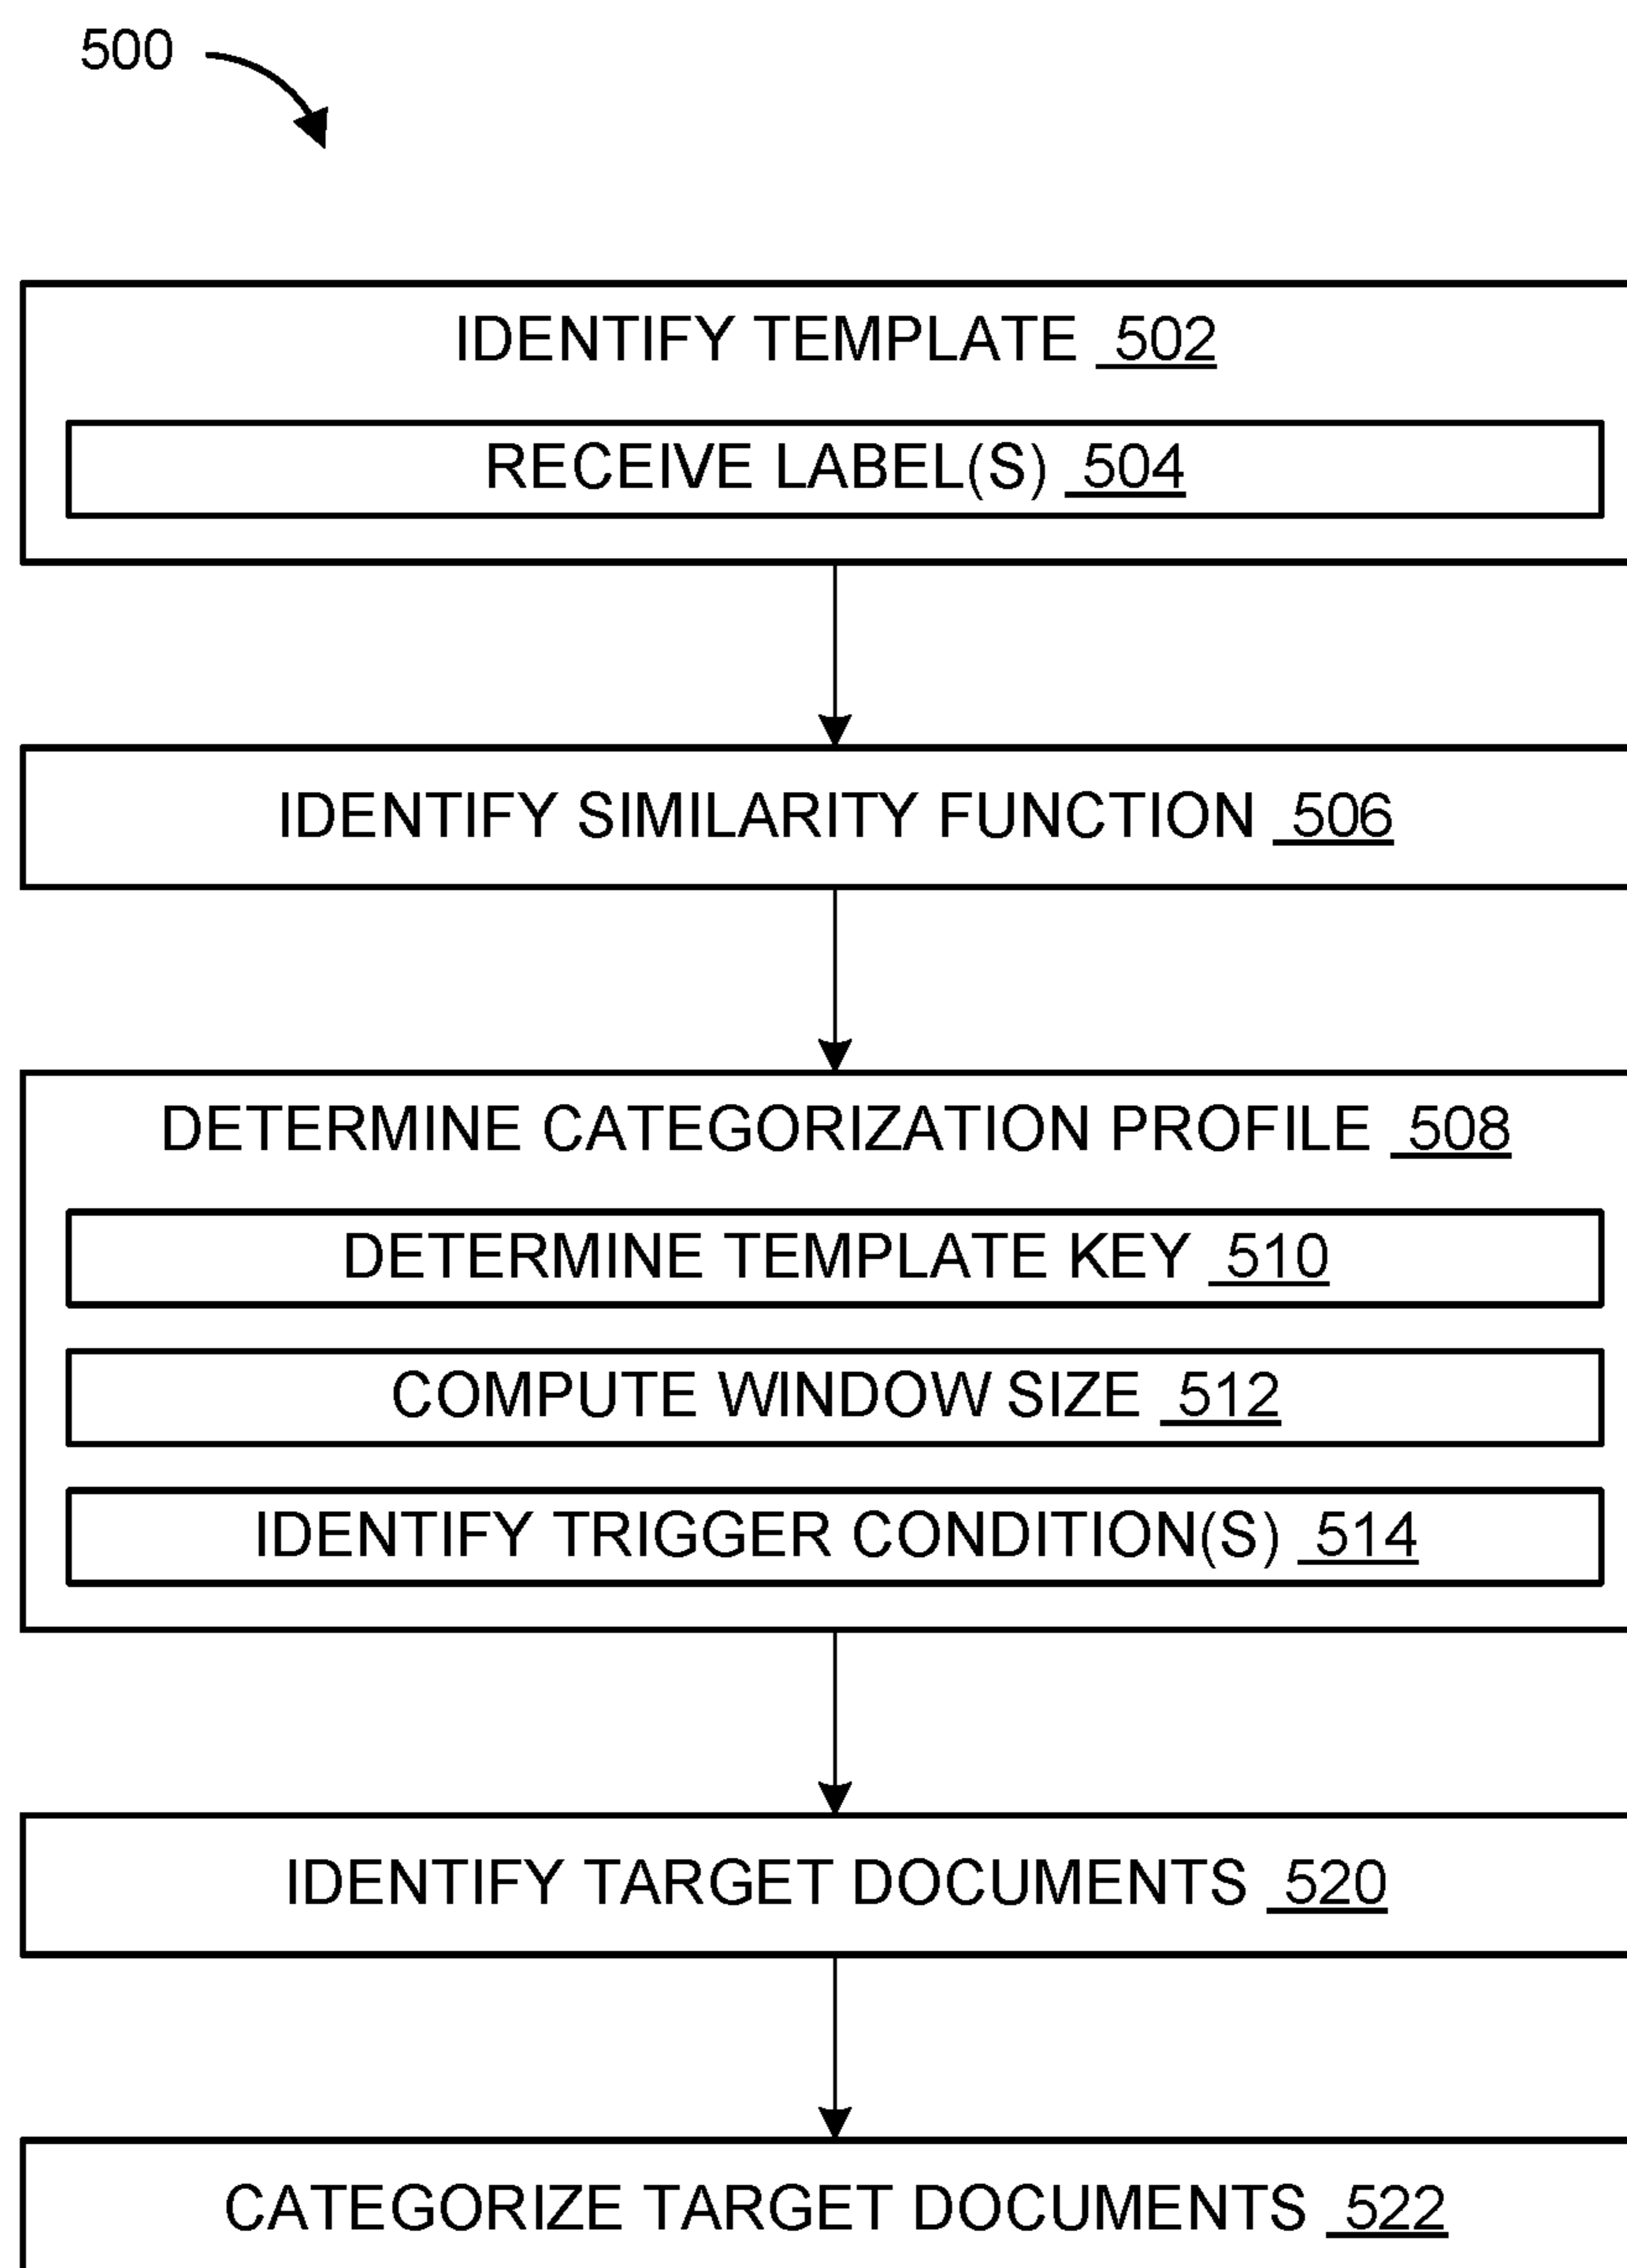 500
IDENTIFY TEMPLATE 502
RECEIVE LABEL(S) 504
IDENTIFY SIMILARITY FUNCTION 506
DETERMINE CATEGORIZATION PROFILE 508
DETERMINE TEMPLATE KEY 510
COMPUTE WINDOW SIZE 512
IDENTIFY TRIGGER CONDITION(S) 514
IDENTIFY TARGET DOCUMENTS 520
CATEGORIZE TARGET DOCUMENTS 522